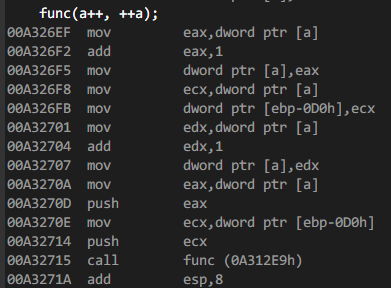 func(a++, ++a);
00A326EF mov eax,dword ptr [a]
00A326F2 add eax,1
00A326F5 mov dword ptr [a],eax
00A326F8 mov ecx,dword ptr [a]
00A326FB mov dword ptr [ebp-0D0h],ecx
00A32701 mov edx,dword ptr [a]
00A32704 add edx,1
00A32707 mov dword ptr [a],edx
00A3270A mov eax,dword ptr [a]
00A3270D push eax
00A3270E mov ecx,dword ptr [ebp-0D0h]
00A32714 push ecx
00A32715 call func (0A312E9h)
00A3271A add esp,8